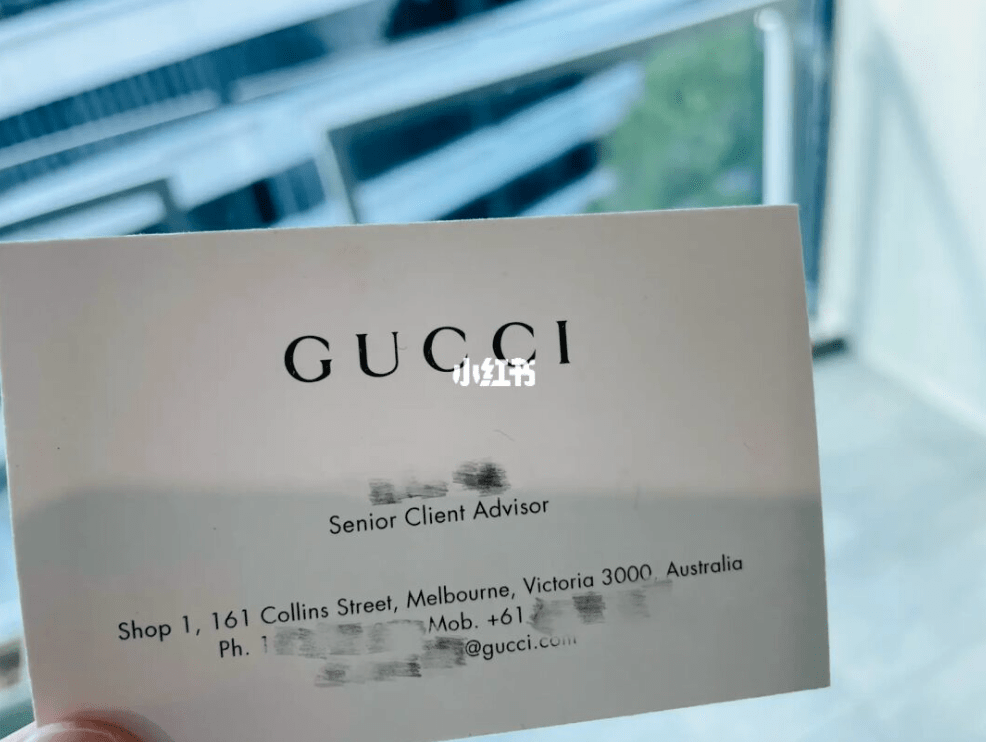 GUCCI
小红书
Senior Client Advisor
Shop 1, 161 Collins Street, Melbourne, Victoria 3000, Australia
Ph. 1 Mob. +61
@gucci.com